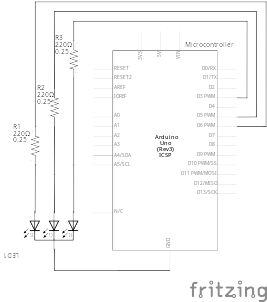 Microcontroller
R3
220Ω
0.25
R2
220Ω
0.25
R1
220Ω
0.25
3V3
5V
VIN
RESET
RESET2
AREF
IOREF
A0
A1
A2
A3
A4/SDA
A5/SCL
N/C
Arduino
Uno
(Rev3)
ICSP
D0/RX
D1/TX
D2
D3 PWM
D4
D5 PWM
D6 PWM
D7
D8
D9 PWM
D10 PWM/SS
D11 PWM/MOSI
D12/MISO
D13/SCK
GND
LED1
fritzing